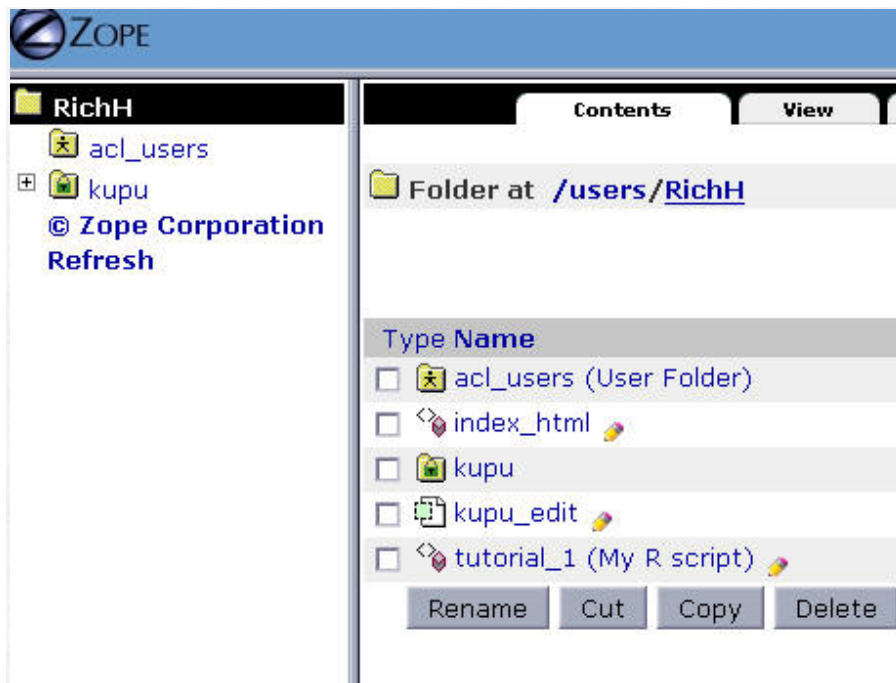 ZOPE
RichH
acl_users
kupu
© Zope Corporation
Refresh
Contents View
Folder at /users/RichH
Type Name
acl_users (User Folder)
index_html
kupu
kupu_edit
tutorial_1 (My R script)
Rename Cut Copy Delete